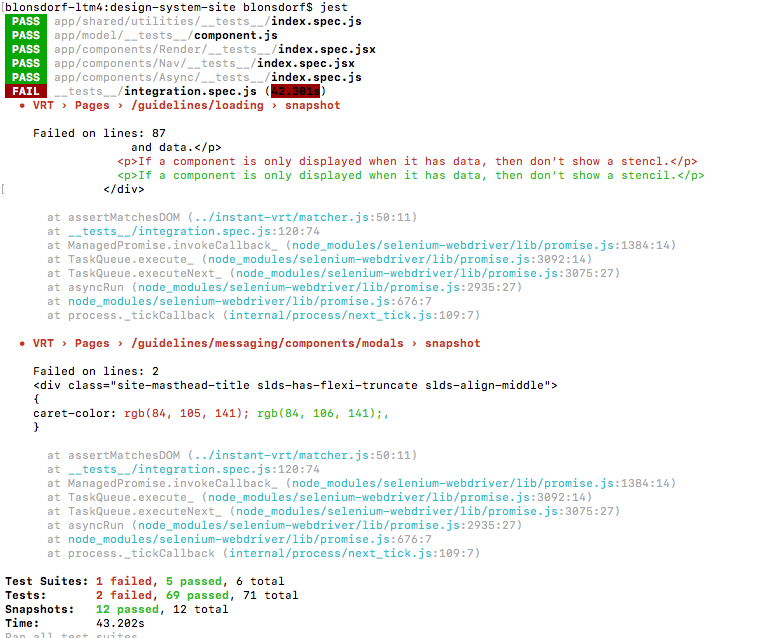 blonsdorf-ltm4:design-system-site blonsdorf$ jest
PASS app/shared/utilities/__tests__/index.spec.js
PASS app/model/__tests__/component.js
PASS app/components/Render/__tests__/index.spec.jsx
PASS app/components/Nav/__tests__/index.spec.jsx
PASS app/components/Async/__tests__/index.spec.js
FAIL __tests__/integration.spec.js (42.301s)
● VRT › Pages › /guidelines/loading › snapshot
Failed on lines: 87
and data.</p>
<p>If a component is only displayed when it has data, then don’t show a stencl.</p>
<p>If a component is only displayed when it has data, then don’t show a stencil.</p>
</div>
at assertMatchesDOM (../instant-vrt/matcher.js:50:11)
at __tests__/integration.spec.js:120:74
at ManagedPromise.invokeCallback_ (node_modules/selenium-webdriver/lib/promise.js:1384:14)
at TaskQueue.execute_ (node_modules/selenium-webdriver/lib/promise.js:3092:14)
at TaskQueue.executeNext_ (node_modules/selenium-webdriver/lib/promise.js:3075:27)
at asyncRun (node_modules/selenium-webdriver/lib/promise.js:2935:27)
at node_modules/selenium-webdriver/lib/promise.js:676:7
at process._tickCallback (internal/process/next_tick.js:109:7)
● VRT › Pages › /guidelines/messaging/components/modals › snapshot
Failed on lines: 2
<div class="site-masthead-title slds-has-flexi-truncate slds-align-middle">
{
caret-color: rgb(84, 105, 141); rgb(84, 106, 141);,
}
at assertMatchesDOM (../instant-vrt/matcher.js:50:11)
at __tests__/integration.spec.js:120:74
at ManagedPromise.invokeCallback_ (node_modules/selenium-webdriver/lib/promise.js:1384:14)
at TaskQueue.execute_ (node_modules/selenium-webdriver/lib/promise.js:3092:14)
at TaskQueue.executeNext_ (node_modules/selenium-webdriver/lib/promise.js:3075:27)
at asyncRun (node_modules/selenium-webdriver/lib/promise.js:2935:27)
at node_modules/selenium-webdriver/lib/promise.js:676:7
at process._tickCallback (internal/process/next_tick.js:109:7)
Test Suites: 1 failed, 5 passed, 6 total
Tests: 2 failed, 69 passed, 71 total
Snapshots: 12 passed, 12 total
Time: 43.202s
Ran all test suites.